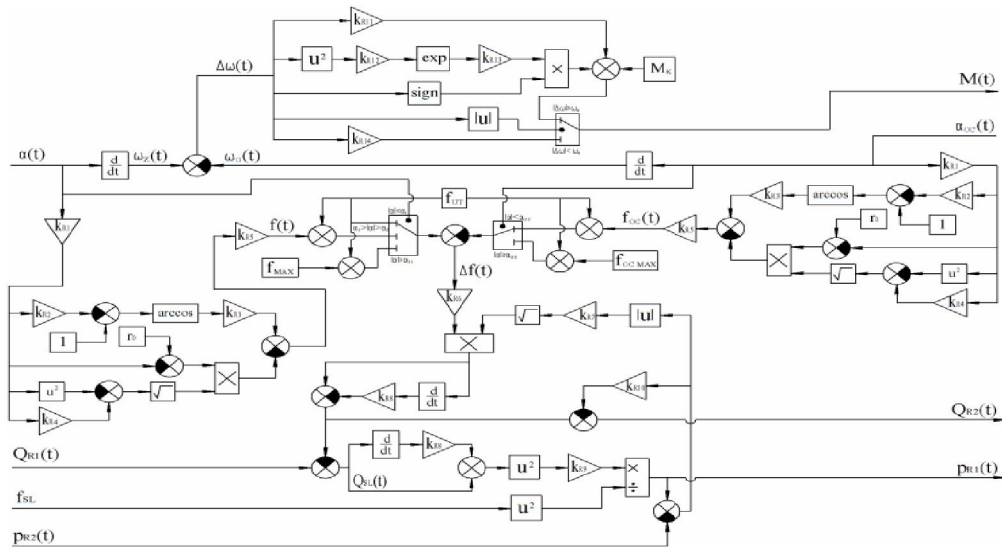 kR11
u² kR12 exp kR13 × Mк
Δω(t)
sign
M(t)
|u|
kR14
αOC(t)
α(t) d/dt ωZ(t) d/dt kR1
kR3 arccos kR2
fUT
kR1 kR5 f(t) fOC(t) kR5 r₀ 1
fMAX fOC MAX
Δf(t) √ u²
kR6 kR4
kR2 arccos kR3 √ kR7 |u|
1 r₀
kR8 d/dt kR10
u² √
kR4
QR2(t)
QR1(t) d/dt kR8
QSL(t) u² kR9 × ÷ pR1(t)
fSL u²
pR2(t)